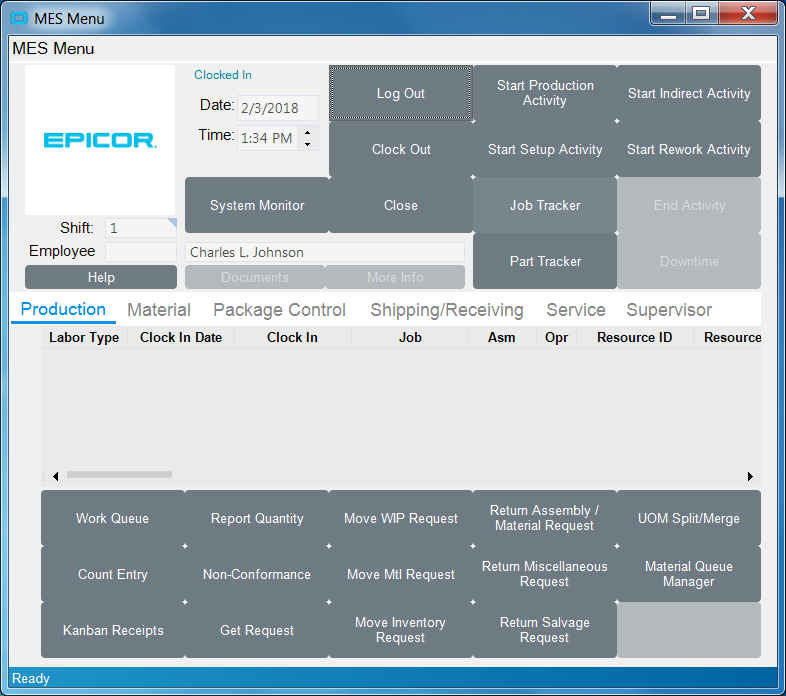 MES Menu
MES Menu
EPICOR.
Clocked In
Date: 2/3/2018
Time: 1:34 PM
Log Out
Start Production
Activity
Start Indirect Activity
Clock Out
Start Setup Activity
Start Rework Activity
System Monitor
Close
Job Tracker
End Activity
Shift: 1
Employee
Charles L. Johnson
Part Tracker
Downtime
Help
Documents
More Info
Production Material Package Control Shipping/Receiving Service Supervisor
Labor Type Clock In Date Clock In Job Asm Opr Resource ID Resource
Work Queue
Report Quantity
Move WIP Request
Return Assembly /
Material Request
UOM Split/Merge
Count Entry
Non-Conformance
Move Mtl Request
Return Miscellaneous
Request
Material Queue
Manager
Kanban Receipts
Get Request
Move Inventory
Request
Return Salvage
Request
Ready